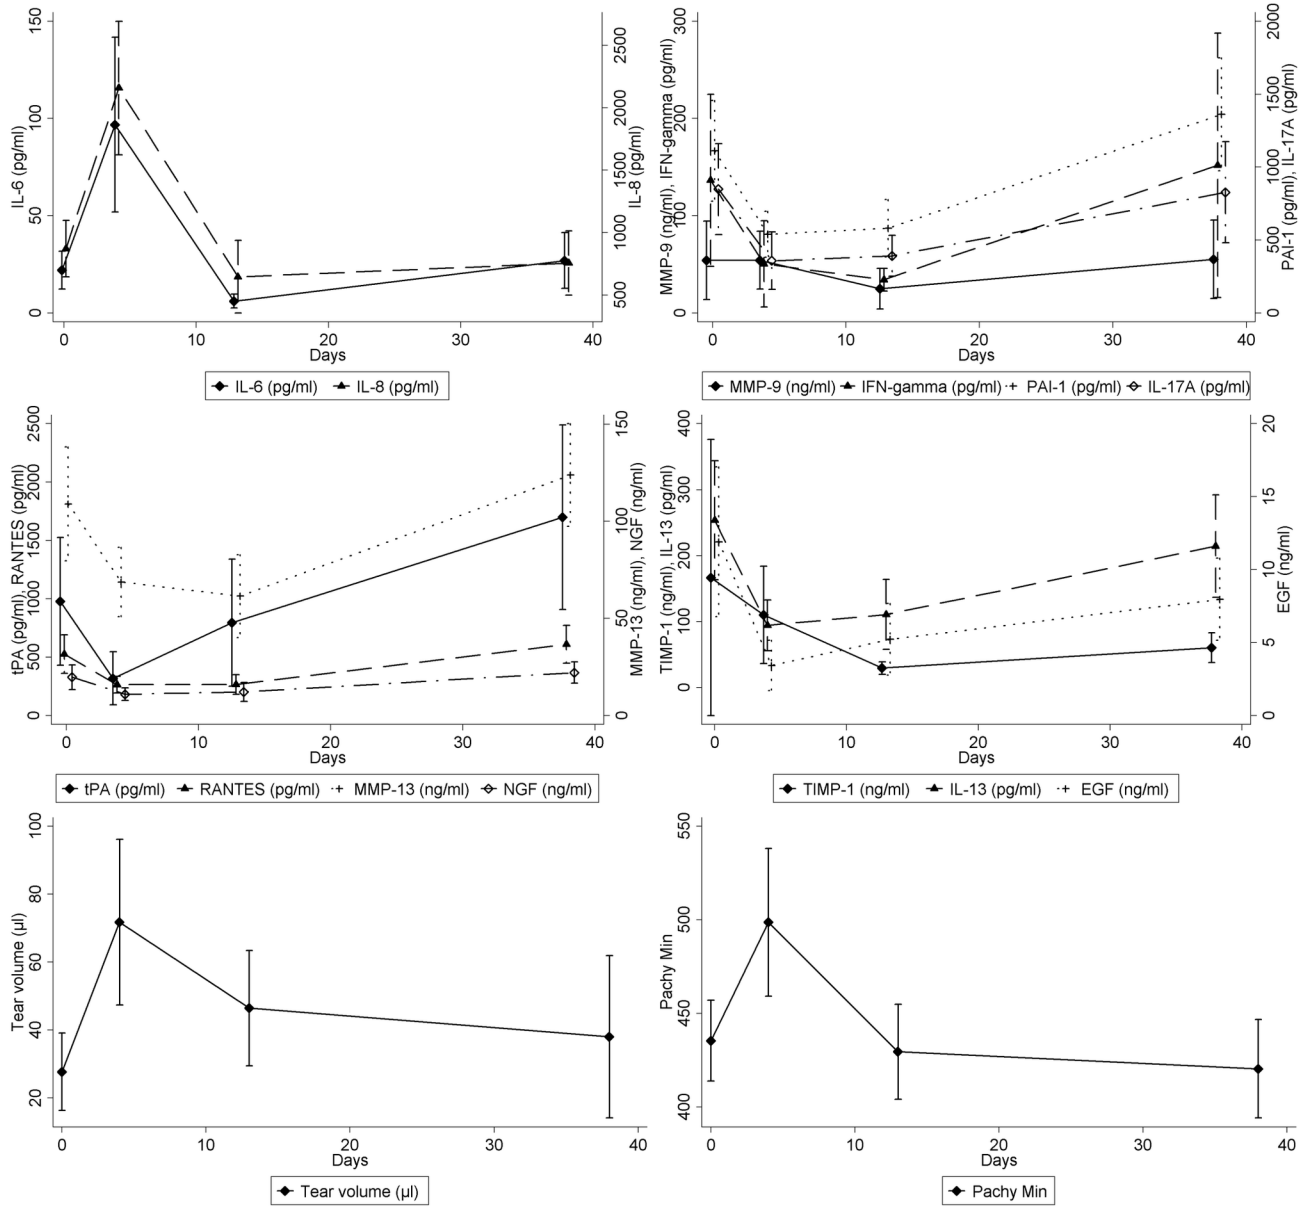 IL-6 (pg/ml)
0 50 100 150
IL-8 (pg/ml)
500 1000 1500 2000 2500
0 10 20 30 40
Days
IL-6 (pg/ml) IL-8 (pg/ml)
MMP-9 (ng/ml), IFN-gamma (pg/ml)
0 100 200 300
PAI-1 (pg/ml), IL-17A (pg/ml)
0 500 1000 1500 2000
0 10 20 30 40
Days
MMP-9 (ng/ml) IFN-gamma (pg/ml) PAI-1 (pg/ml) IL-17A (pg/ml)
tPA (pg/ml), RANTES (pg/ml)
0 500 1000 1500 2000 2500
MMP-13 (ng/ml), NGF (ng/ml)
0 50 100 150
0 10 20 30 40
Days
tPA (pg/ml) RANTES (pg/ml) MMP-13 (ng/ml) NGF (ng/ml)
TIMP-1 (ng/ml), IL-13 (pg/ml)
0 100 200 300 400
EGF (ng/ml)
0 5 10 15 20
0 10 20 30 40
Days
TIMP-1 (ng/ml) IL-13 (pg/ml) EGF (ng/ml)
Tear volume (µl)
20 40 60 80 100
0 10 20 30 40
Days
Tear volume (µl)
Pachy Min
400 450 500 550
0 10 20 30 40
Days
Pachy Min